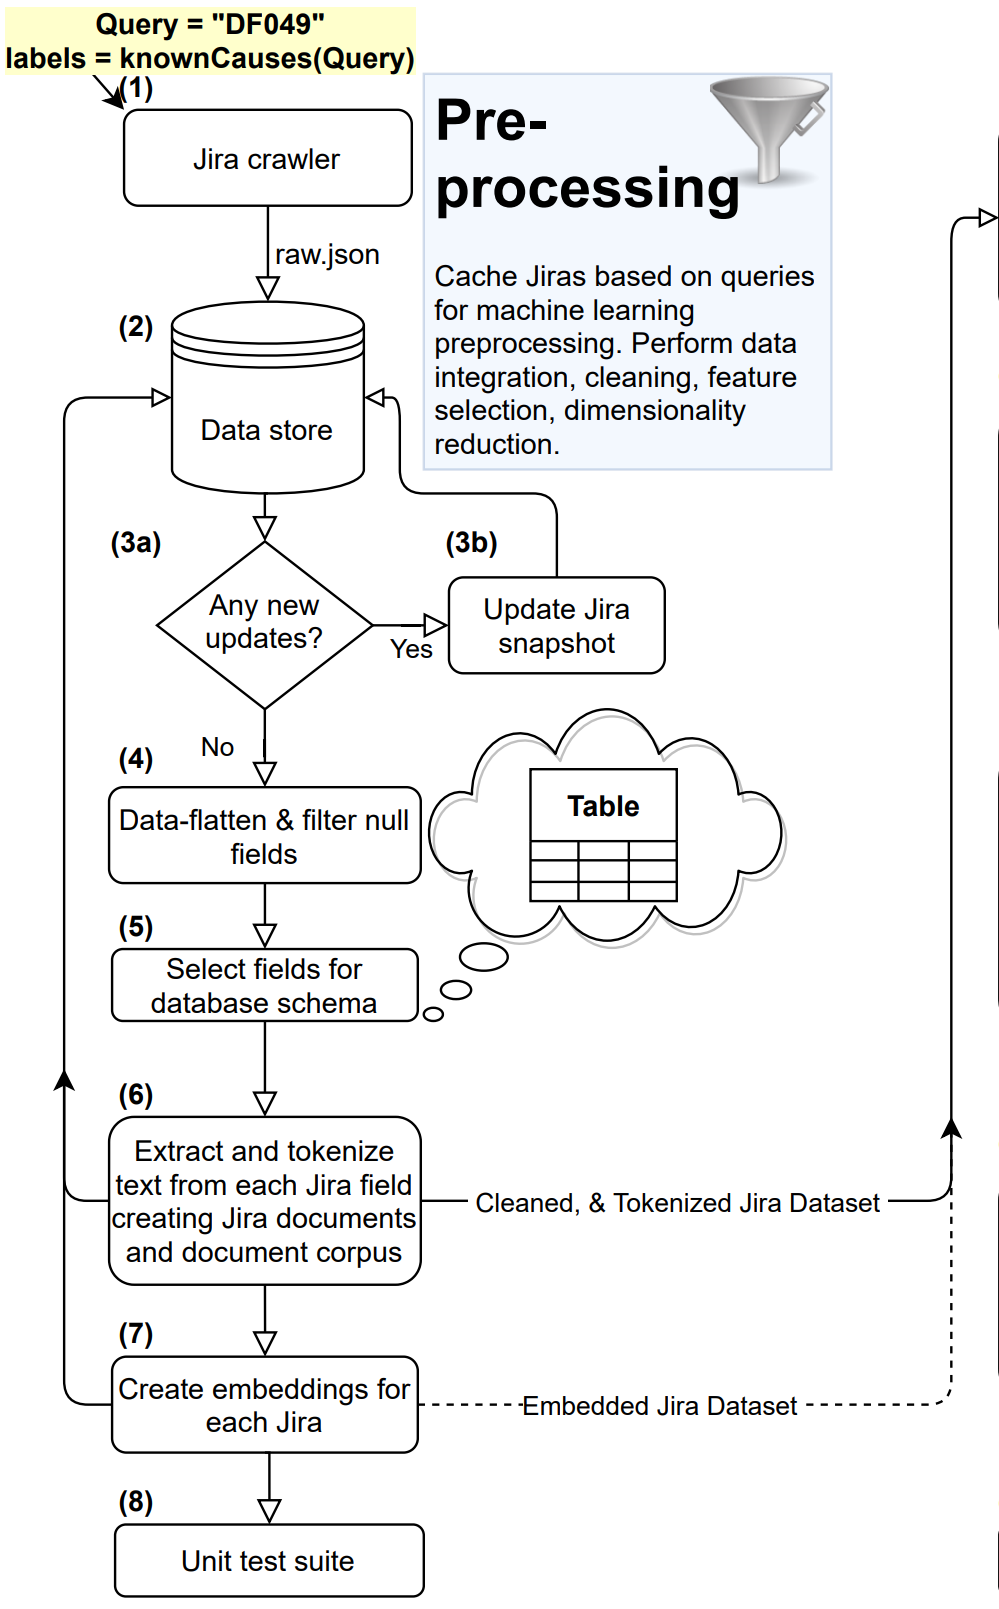 Query = "DF049"
labels = knownCauses(Query)
(1)
Jira crawler
raw.json
Pre-
processing
Cache Jiras based on queries
for machine learning
preprocessing. Perform data
integration, cleaning, feature
selection, dimensionality
reduction.
(2)
Data store
(3a)
Any new
updates?
Yes
(3b)
Update Jira
snapshot
No
(4)
Data-flatten & filter null
fields
Table
(5)
Select fields for
database schema
(6)
Extract and tokenize
text from each Jira field
creating Jira documents
and document corpus
Cleaned, & Tokenized Jira Dataset
(7)
Create embeddings for
each Jira
Embedded Jira Dataset
(8)
Unit test suite